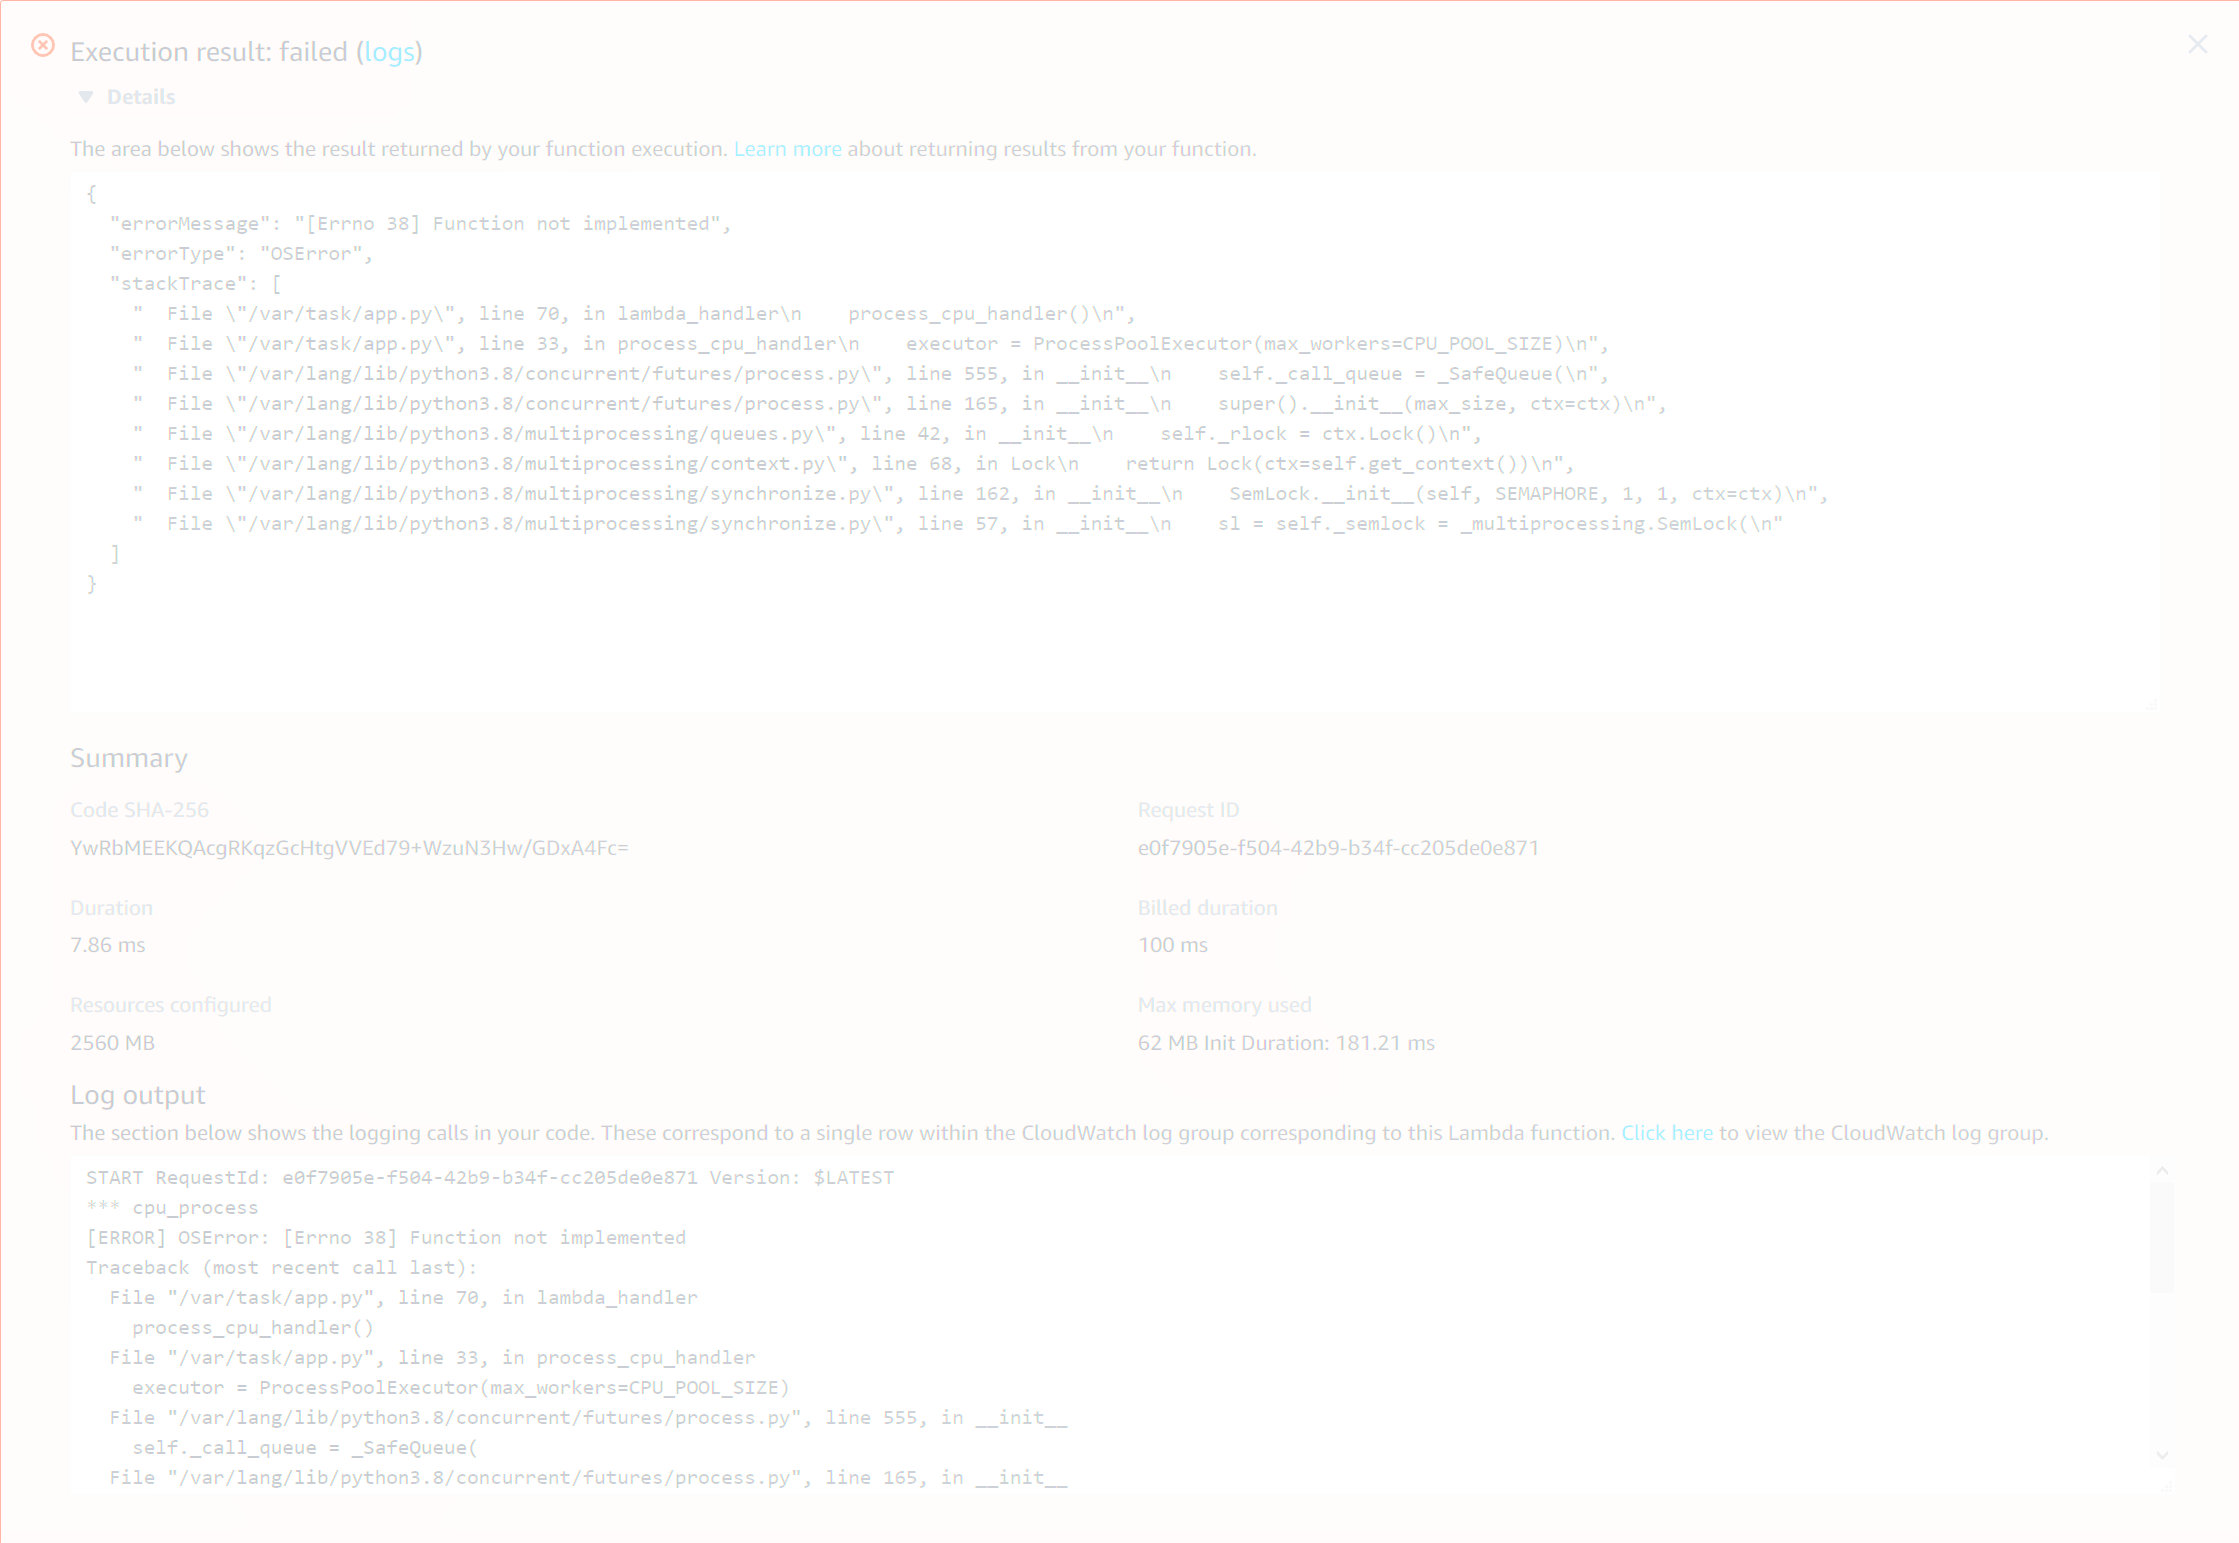 Execution result: failed (logs)
Details
The area below shows the result returned by your function execution. Learn more about returning results from your function.
{
  "errorMessage": "[Errno 38] Function not implemented",
  "errorType": "OSError",
  "stackTrace": [
    "  File \"/var/task/app.py\", line 70, in lambda_handler\n    process_cpu_handler()\n",
    "  File \"/var/task/app.py\", line 33, in process_cpu_handler\n    executor = ProcessPoolExecutor(max_workers=CPU_POOL_SIZE)\n",
    "  File \"/var/lang/lib/python3.8/concurrent/futures/process.py\", line 555, in __init__\n    self._call_queue = _SafeQueue(\n",
    "  File \"/var/lang/lib/python3.8/concurrent/futures/process.py\", line 165, in __init__\n    super().__init__(max_size, ctx=ctx)\n",
    "  File \"/var/lang/lib/python3.8/multiprocessing/queues.py\", line 42, in __init__\n    self._rlock = ctx.Lock()\n",
    "  File \"/var/lang/lib/python3.8/multiprocessing/context.py\", line 68, in Lock\n    return Lock(ctx=self.get_context())\n",
    "  File \"/var/lang/lib/python3.8/multiprocessing/synchronize.py\", line 162, in __init__\n    SemLock.__init__(self, SEMAPHORE, 1, 1, ctx=ctx)\n",
    "  File \"/var/lang/lib/python3.8/multiprocessing/synchronize.py\", line 57, in __init__\n    sl = self._semlock = _multiprocessing.SemLock(\n"
  ]
}
Summary
Code SHA-256
YwRbMEEKQAcgRKqzGcHtgVVEd79+WzuN3Hw/GDxA4Fc=
Request ID
e0f7905e-f504-42b9-b34f-cc205de0e871
Duration
7.86 ms
Billed duration
100 ms
Resources configured
2560 MB
Max memory used
62 MB Init Duration: 181.21 ms
Log output
The section below shows the logging calls in your code. These correspond to a single row within the CloudWatch log group corresponding to this Lambda function. Click here to view the CloudWatch log group.
START RequestId: e0f7905e-f504-42b9-b34f-cc205de0e871 Version: $LATEST
*** cpu_process
[ERROR] OSError: [Errno 38] Function not implemented
Traceback (most recent call last):
  File "/var/task/app.py", line 70, in lambda_handler
    process_cpu_handler()
  File "/var/task/app.py", line 33, in process_cpu_handler
    executor = ProcessPoolExecutor(max_workers=CPU_POOL_SIZE)
  File "/var/lang/lib/python3.8/concurrent/futures/process.py", line 555, in __init__
    self._call_queue = _SafeQueue(
  File "/var/lang/lib/python3.8/concurrent/futures/process.py", line 165, in __init__